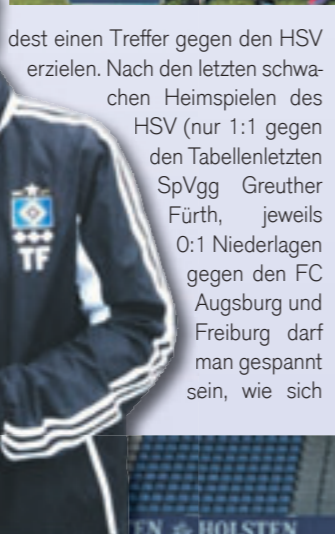 dest einen Treffer gegen den HSV
erzielen. Nach den letzten schwa-
chen Heimspielen des
HSV (nur 1:1 gegen
den Tabellenletzten
SpVgg Greuther
Fürth, jeweils
0:1 Niederlagen
gegen den FC
Augsburg und
Freiburg darf
man gespannt
sein, wie sich
TF
HOLSTEN